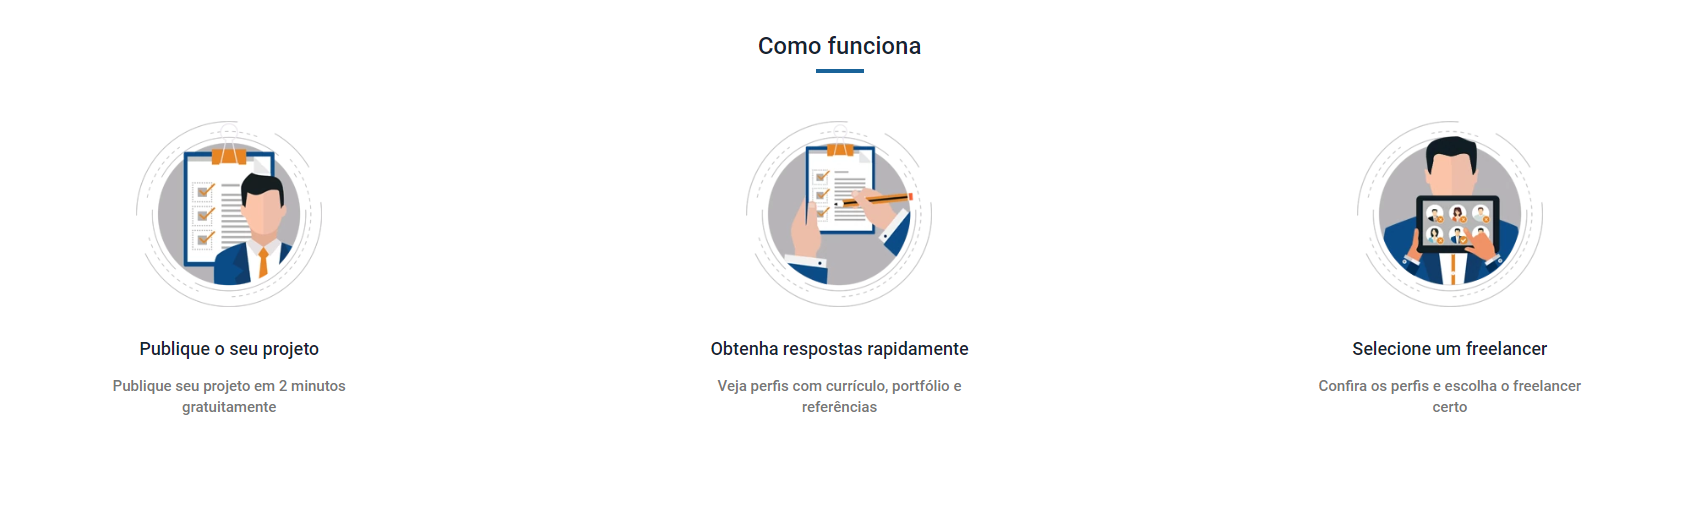 Como funciona
Publique o seu projeto
Publique seu projeto em 2 minutos
gratuitamente
Obtenha respostas rapidamente
Veja perfis com currículo, portfólio e
referências
Selecione um freelancer
Confira os perfis e escolha o freelancer
certo